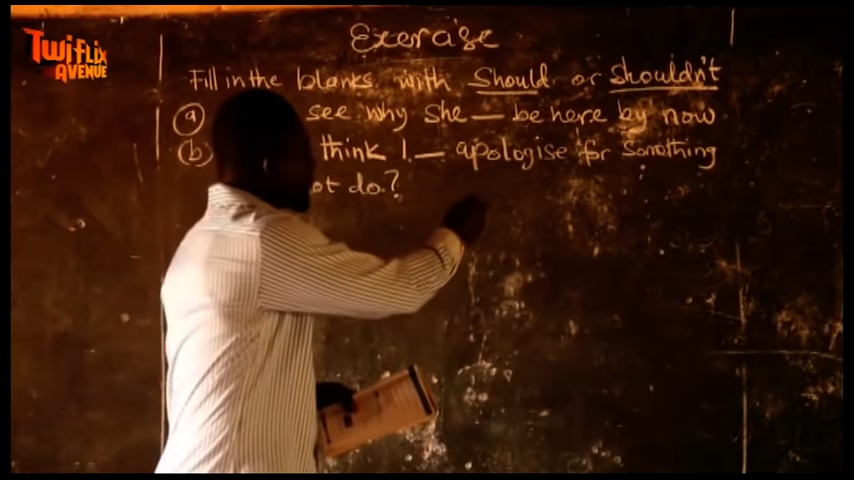 TWIFLIX
AVENUE
Exercise
Fill in the blanks with Should or shouldn't
(a) see why she — be here by now
(b) think I — apologise for Something
ot do?